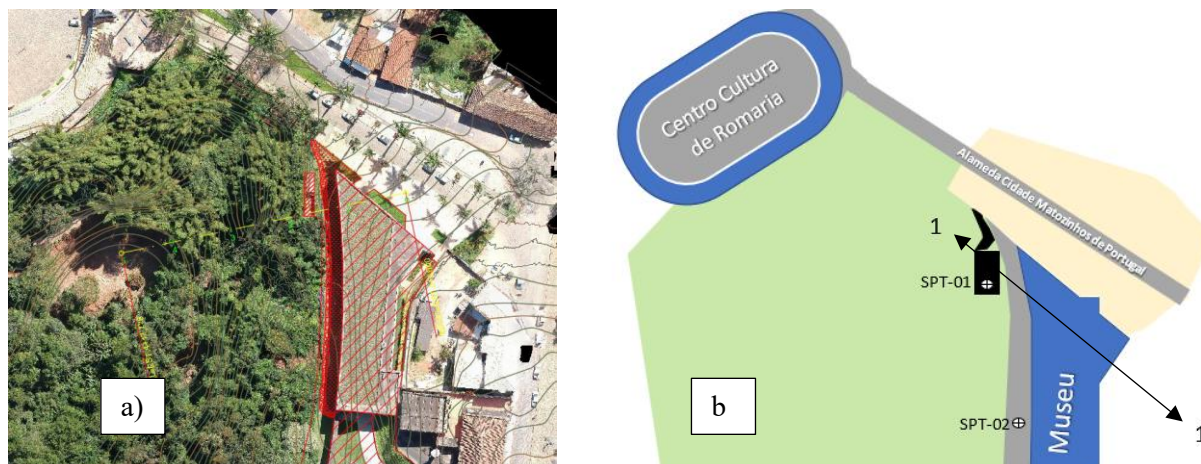 a)
Centro Cultura
de Romaria
Alameda Cidade Matozinhos de Portugal
1
SPT-01
SPT-02
Museu
b
1